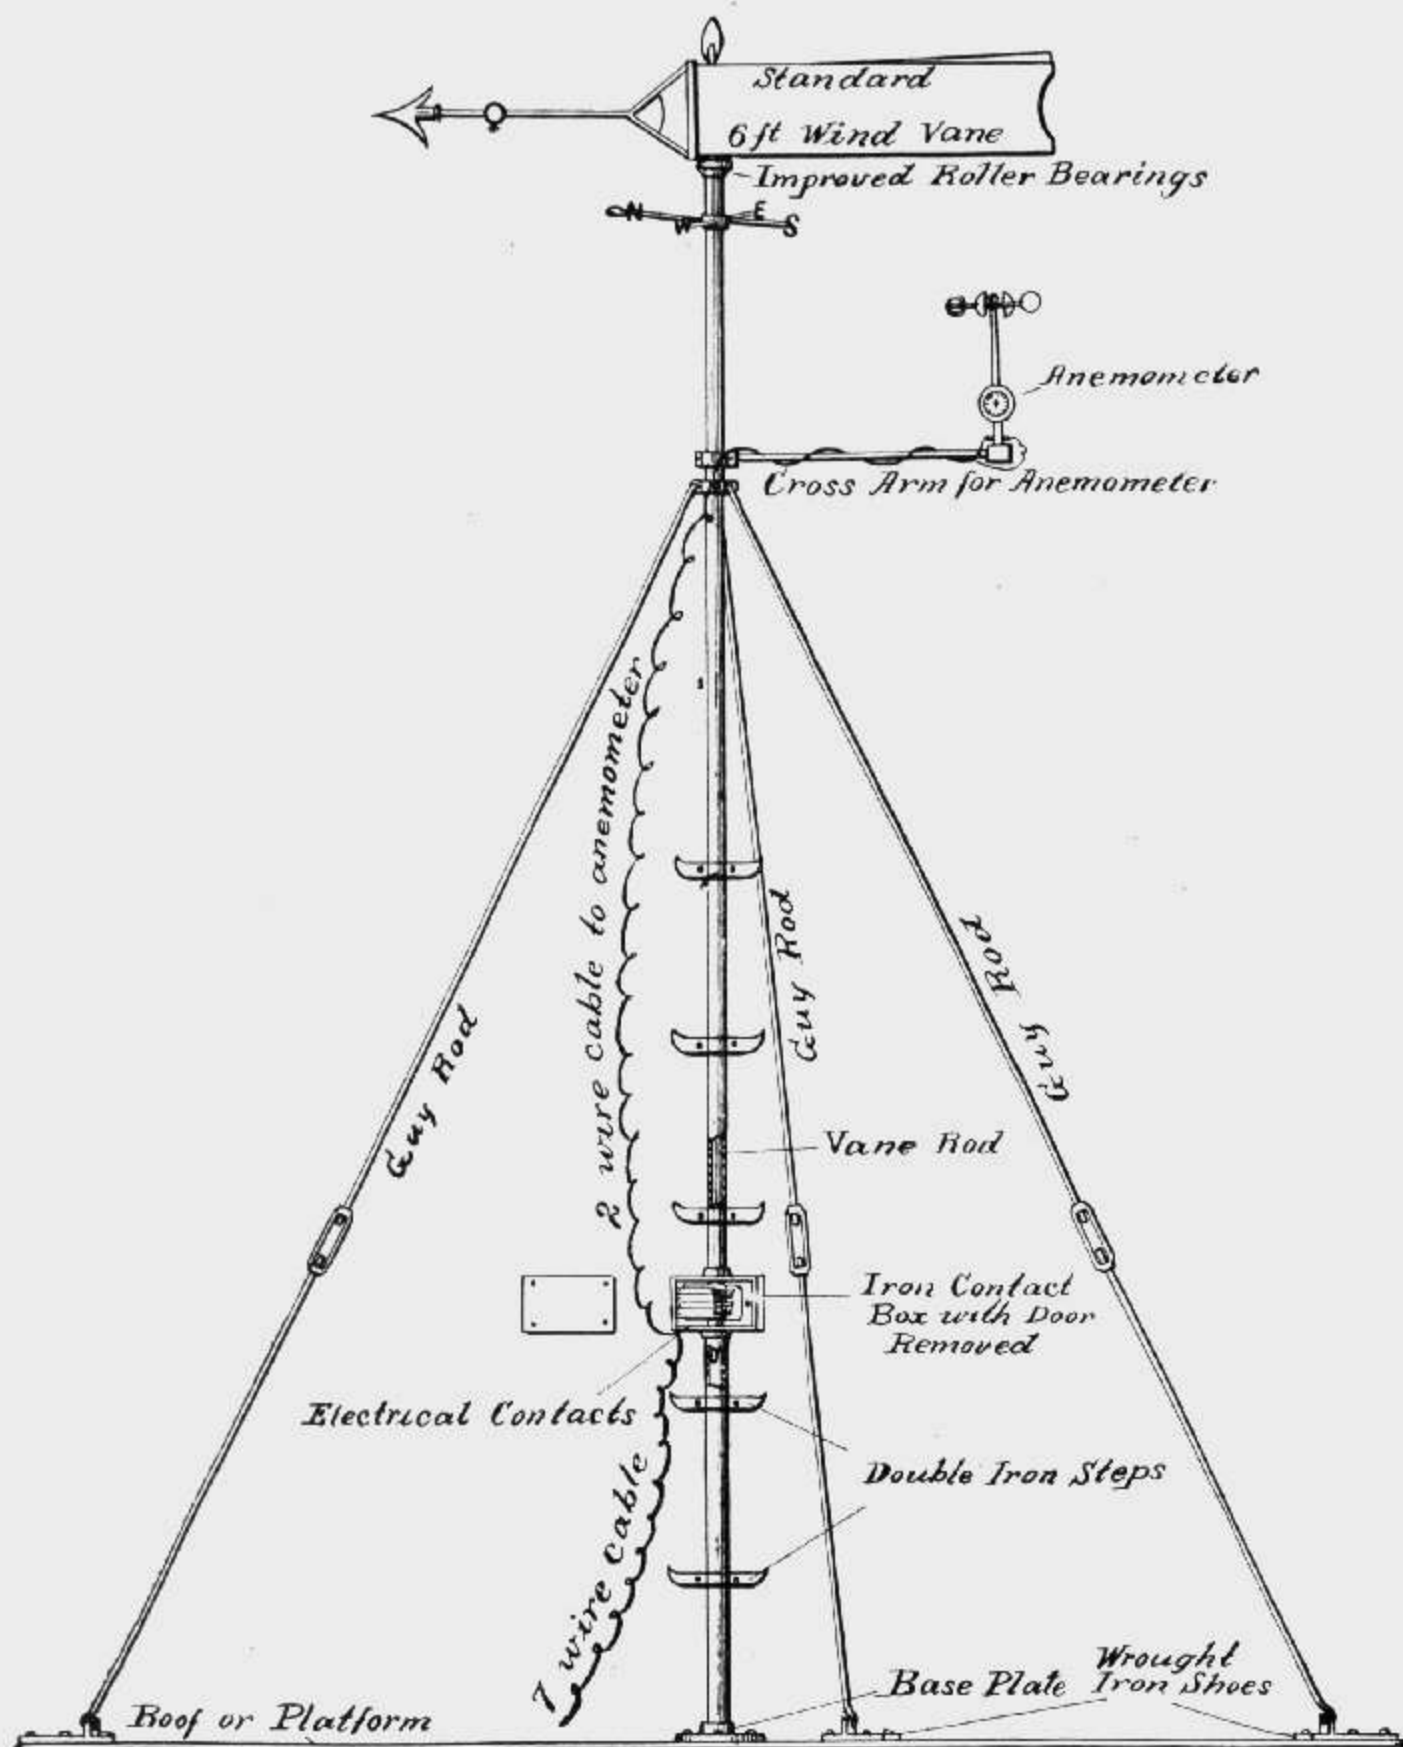 Standard
6 ft Wind Vane
Improved Roller Bearings
N
W
E
S
Anemometer
Cross Arm for Anemometer
2 wire cable to anemometer
Guy Rod
Guy Rod
Guy Rod
Vane Rod
Iron Contact
Box with Door
Removed
Electrical Contacts
Double Iron Steps
7 wire cable
Wrought
Base Plate Iron Shoes
Roof or Platform